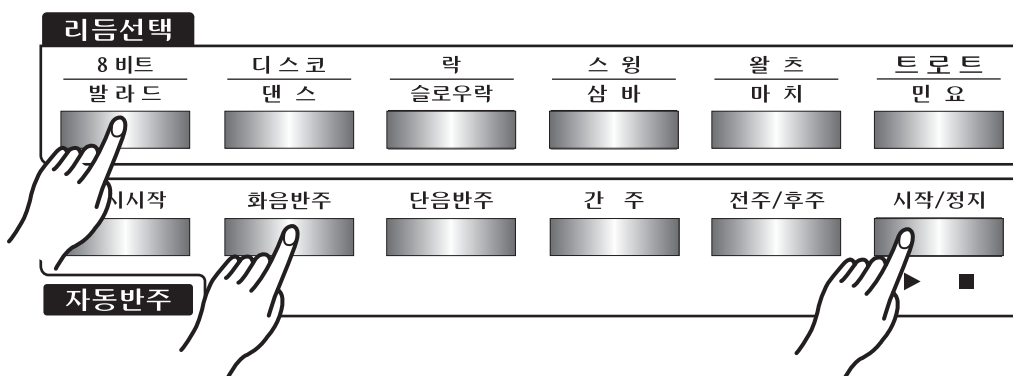 리듬선택
8 비트 디스코 락 스 윙 왈 츠 트로트
발라드 댄 스 슬로우락 삼 바 마 치 민 요
시작 화음반주 단음반주 간 주 전주/후주 시작/정지
자동반주